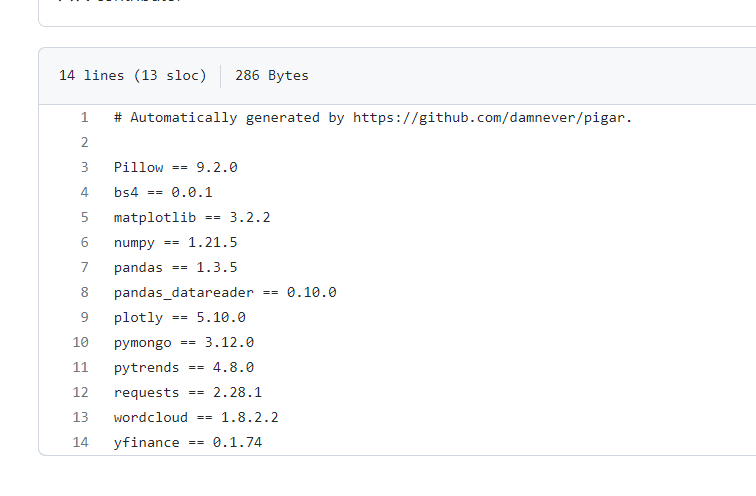 14 lines (13 sloc) 286 Bytes
1 # Automatically generated by https://github.com/damnever/pigar.
2
3 Pillow == 9.2.0
4 bs4 == 0.0.1
5 matplotlib == 3.2.2
6 numpy == 1.21.5
7 pandas == 1.3.5
8 pandas_datareader == 0.10.0
9 plotly == 5.10.0
10 pymongo == 3.12.0
11 pytrends == 4.8.0
12 requests == 2.28.1
13 wordcloud == 1.8.2.2
14 yfinance == 0.1.74